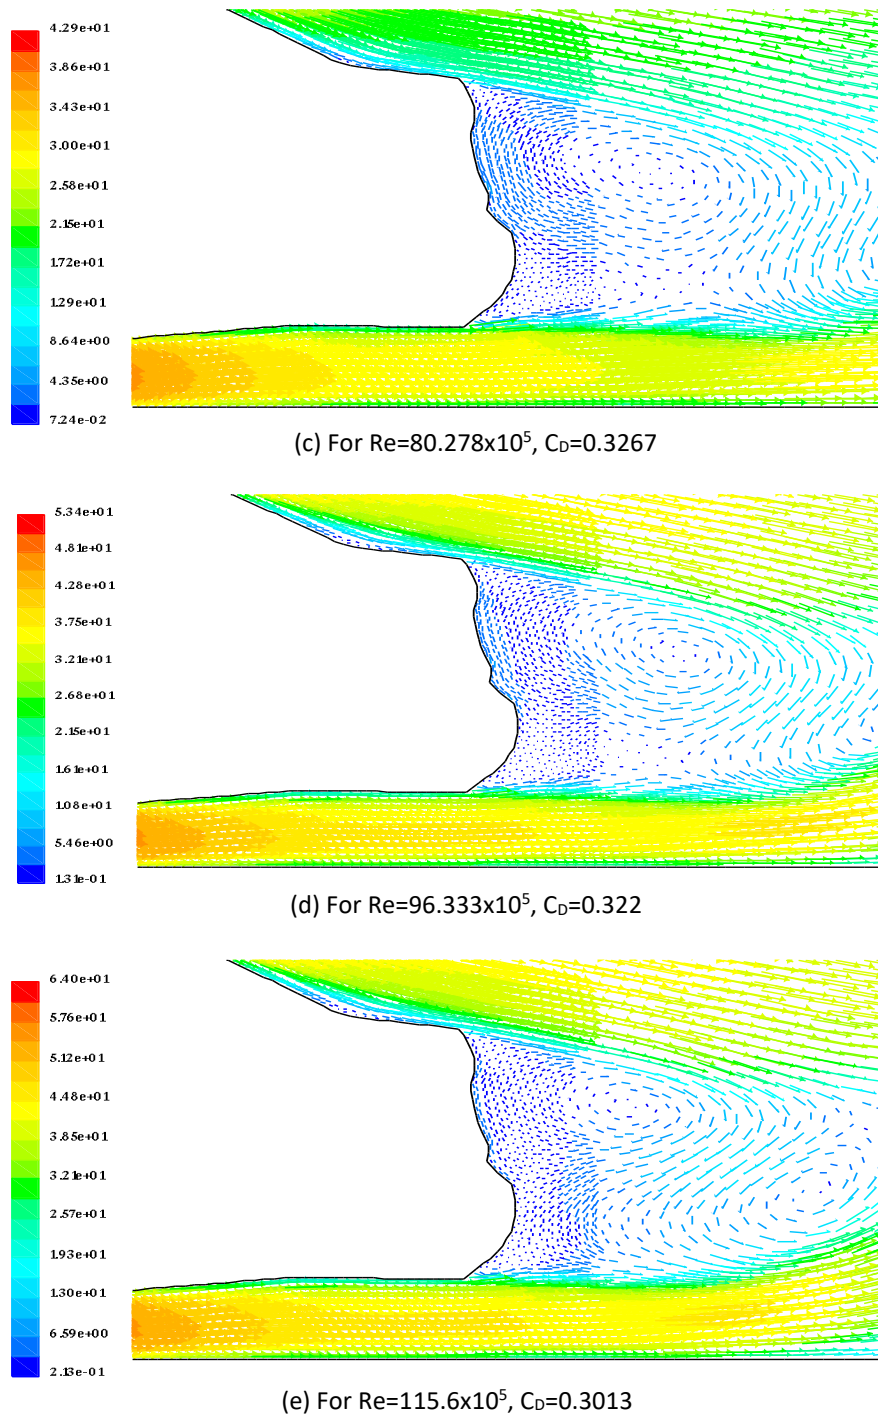 4.29e+01
3.86e+01
3.43e+01
3.00e+01
2.58e+01
2.15e+01
1.72e+01
1.29e+01
8.64e+00
4.35e+00
7.24e-02
(c) For Re=80.278x10⁵, C_D=0.3267
5.34e+01
4.81e+01
4.28e+01
3.75e+01
3.21e+01
2.68e+01
2.15e+01
1.61e+01
1.08e+01
5.46e+00
1.31e-01
(d) For Re=96.333x10⁵, C_D=0.322
6.40e+01
5.76e+01
5.12e+01
4.48e+01
3.85e+01
3.21e+01
2.57e+01
1.93e+01
1.30e+01
6.59e+00
2.13e-01
(e) For Re=115.6x10⁵, C_D=0.3013